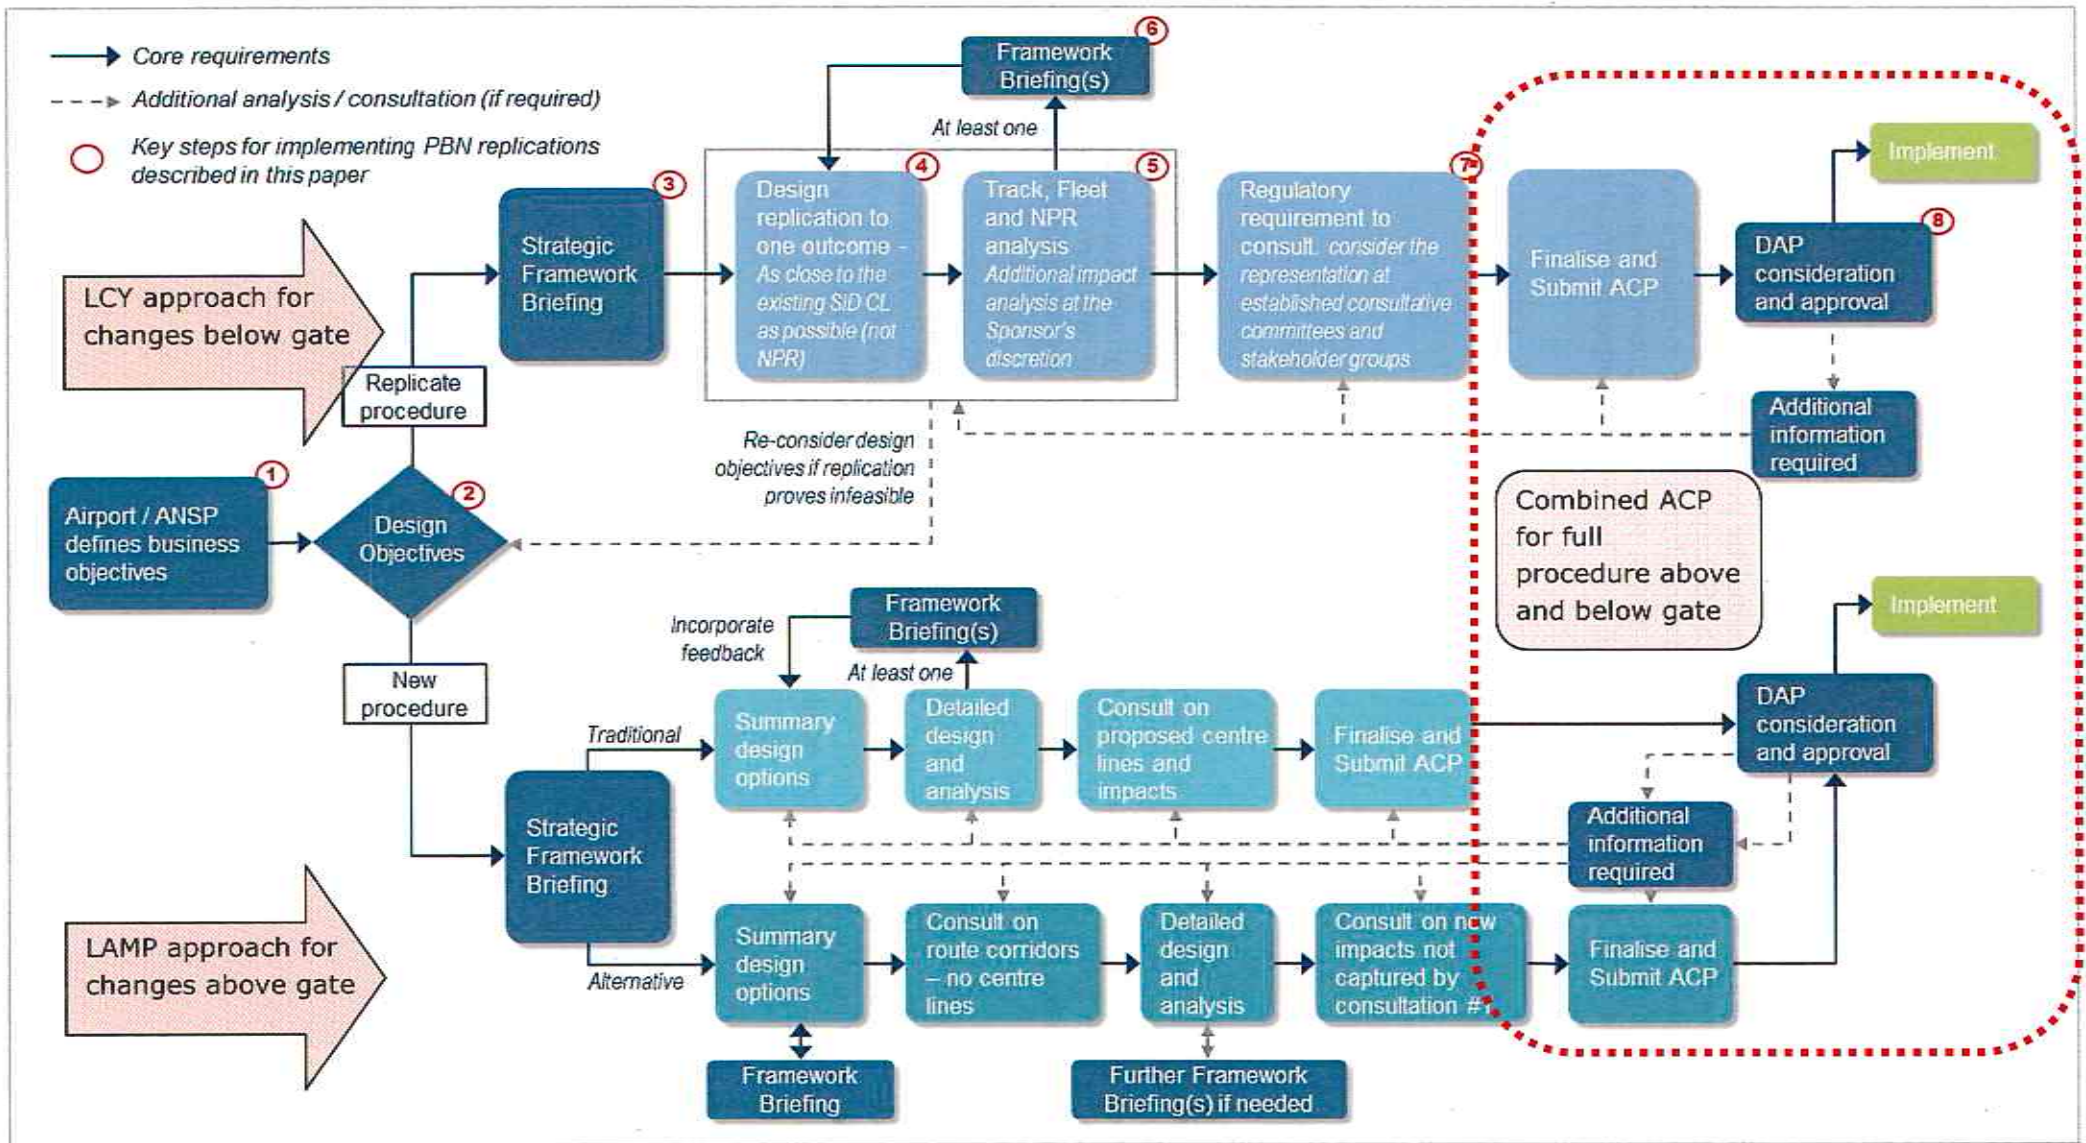 Core requirements
Additional analysis / consultation (if required)
Key steps for implementing PBN replications
described in this paper
LCY approach for
changes below gate
Replicate
procedure
1
Airport / ANSP
defines business
objectives
2
Design
Objectives
New
procedure
LAMP approach for
changes above gate
3
Strategic
Framework
Briefing
6
Framework
Briefing(s)
At least one
4
Design
replication to
one outcome -
As close to the
existing SID CL
as possible (not
NPR)
5
Track, Fleet
and NPR
analysis
Additional impact
analysis at the
Sponsor's
discretion
7
Regulatory
requirement to
consult. consider the
representation at
established consultative
committees and
stakeholder groups
Finalise and
Submit ACP
Implement
8
DAP
consideration
and approval
Additional
information
required
Re-consider design
objectives if replication
proves infeasible
Combined ACP
for full
procedure above
and below gate
Incorporate
feedback
Framework
Briefing(s)
At least one
Traditional
Summary
design
options
Detailed
design
and
analysis
Consult on
proposed centre
lines and
impacts
Finalise and
Submit ACP
Implement
DAP
consideration
and approval
Additional
information
required
Strategic
Framework
Briefing
Alternative
Summary
design
options
Consult on
route corridors
– no centre
lines
Detailed
design
and
analysis
Consult on new
impacts not
captured by
consultation #1
Finalise and
Submit ACP
Framework
Briefing
Further Framework
Briefing(s) if needed